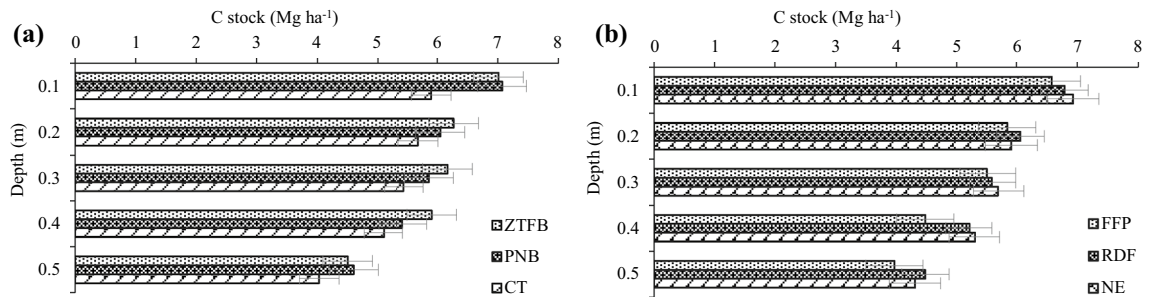 (a)
C stock (Mg ha⁻¹)
0 1 2 3 4 5 6 7 8
Depth (m)
0.1
0.2
0.3
0.4
0.5
ZTFB
PNB
CT
(b)
C stock (Mg ha⁻¹)
0 1 2 3 4 5 6 7 8
Depth (m)
0.1
0.2
0.3
0.4
0.5
FFP
RDF
NE